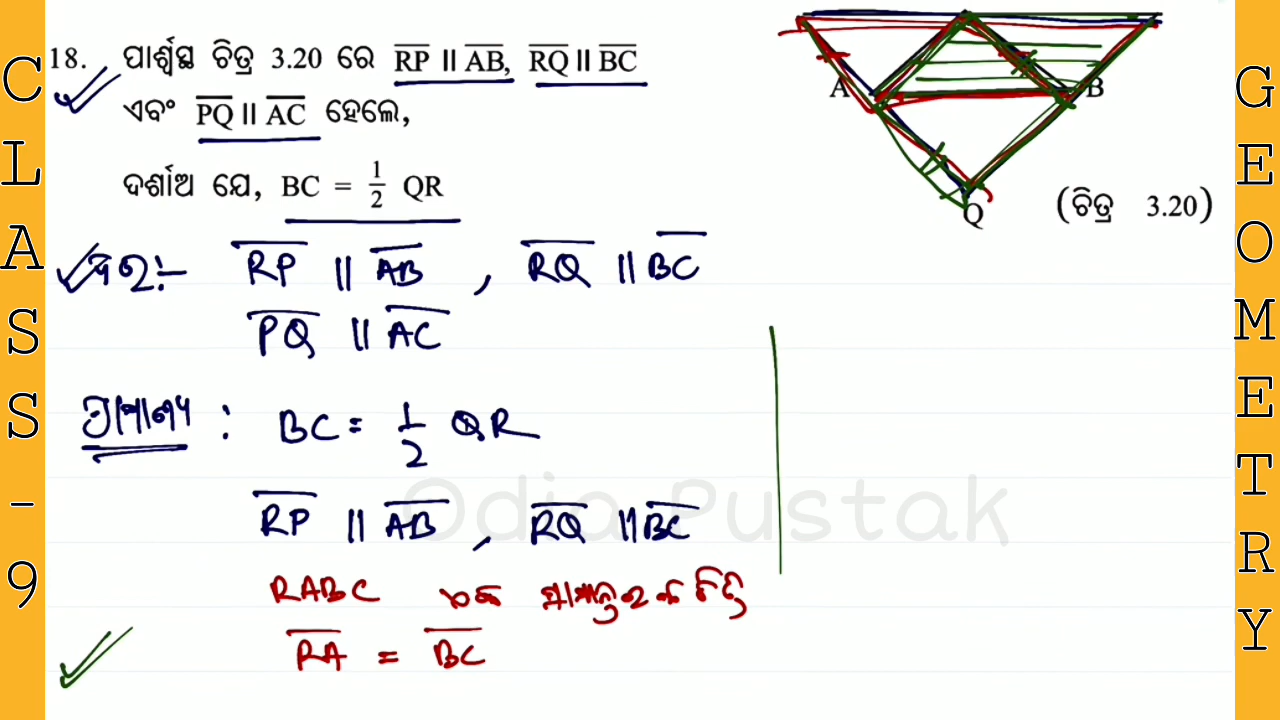 CLASS-9
18. ପାର୍ଶ୍ୱସ୍ଥ ଚିତ୍ର 3.20 ରେ RP || AB, RQ || BC
ଏବଂ PQ || AC ହେଲେ,
ଦର୍ଶାଅ ଯେ, BC = 1/2 QR
A B
Q
(ଚିତ୍ର 3.20)
ଦତ୍ତ:- RP || AB , RQ || BC
PQ || AC
ପ୍ରାମାଣ୍ୟ : BC = 1/2 QR
RP || AB , RQ || BC
RABC ଏକ ସାମାନ୍ତରିକ ଚିତ୍ର
RA = BC
Odia Pustak
GEOMETRY